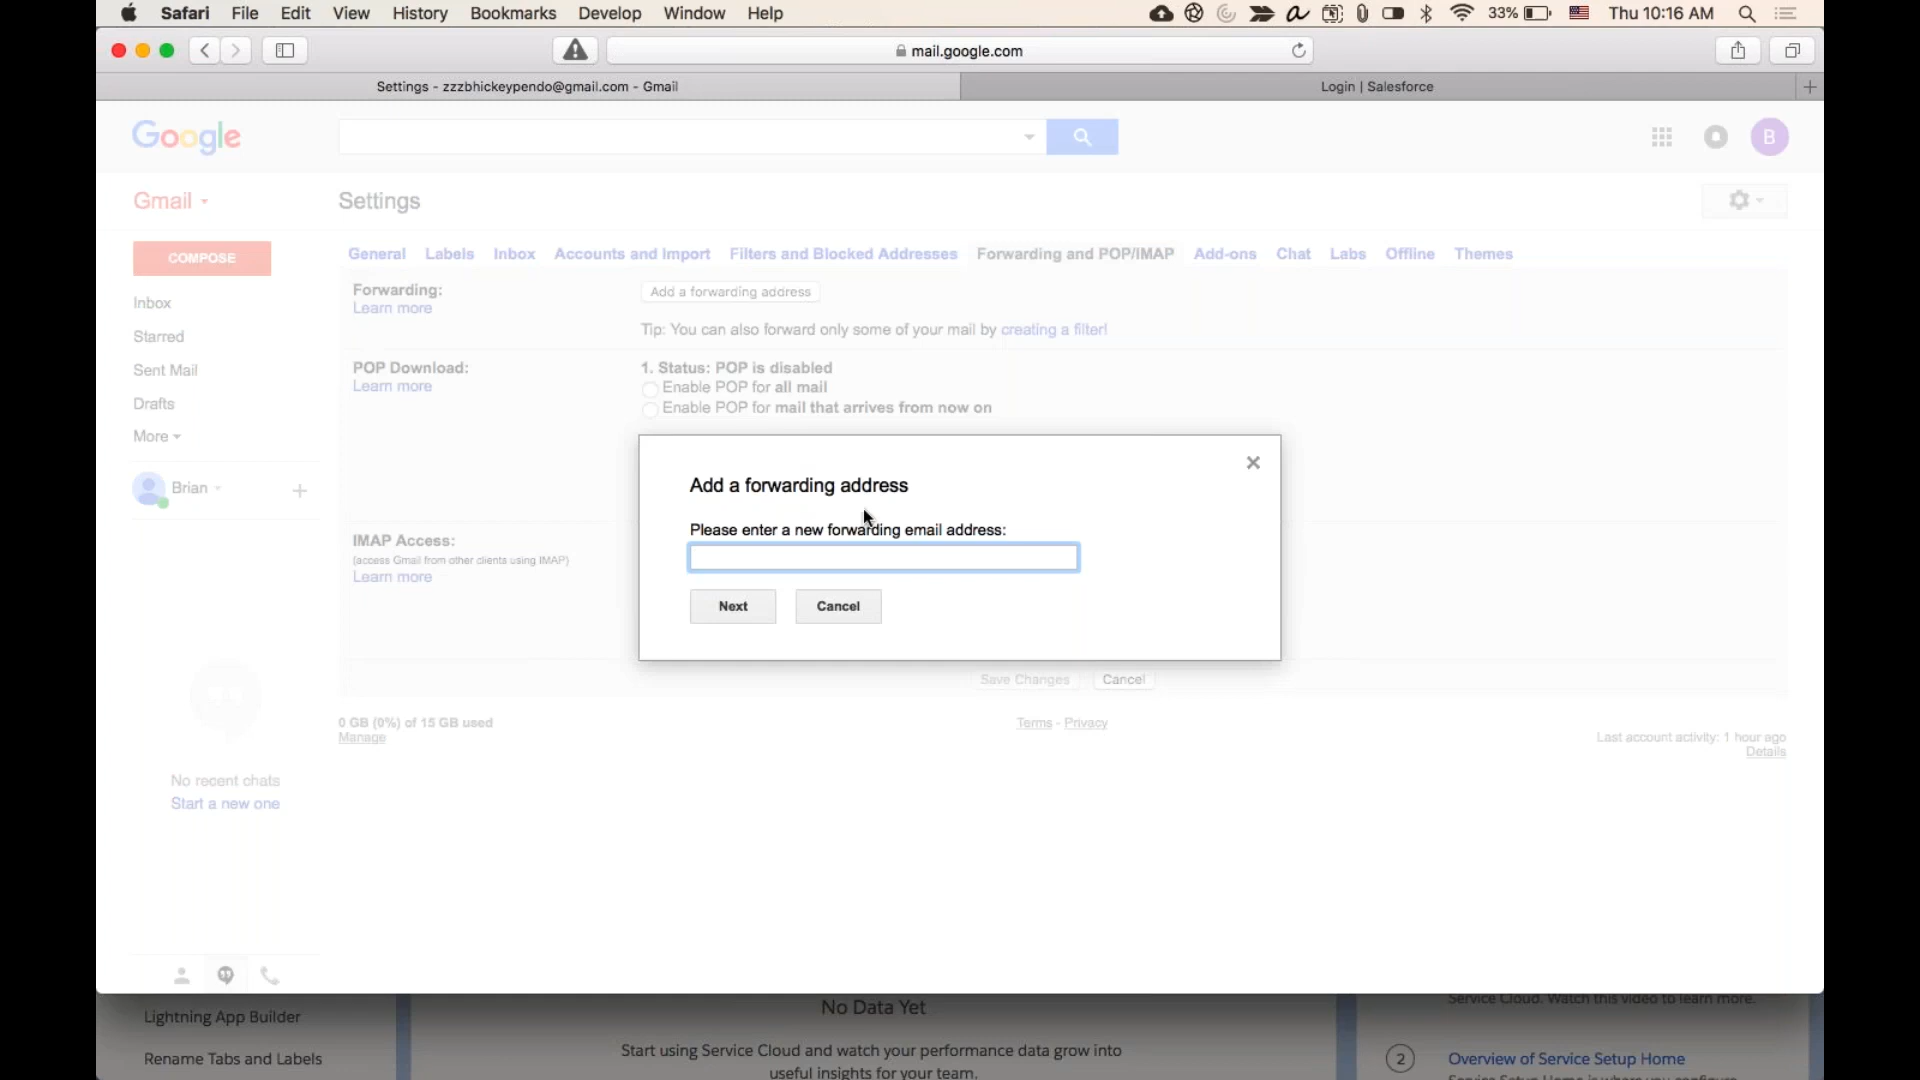 Safari File Edit View History Bookmarks Develop Window Help
33%
Thu 10:16 AM
mail.google.com
Settings - zzzbhickeypendo@gmail.com - Gmail
Login | Salesforce
Google
B
Gmail
Settings
COMPOSE
General Labels Inbox Accounts and Import Filters and Blocked Addresses Forwarding and POP/IMAP Add-ons Chat Labs Offline Themes
Inbox
Starred
Sent Mail
Drafts
More
Brian
No recent chats
Start a new one
Forwarding:
Learn more
Add a forwarding address
Tip: You can also forward only some of your mail by creating a filter!
POP Download:
Learn more
1. Status: POP is disabled
Enable POP for all mail
Enable POP for mail that arrives from now on
Add a forwarding address
Please enter a new forwarding email address:
Next
Cancel
IMAP Access:
(access Gmail from other clients using IMAP)
Learn more
Save Changes
Cancel
0 GB (0%) of 15 GB used
Manage
Terms - Privacy
Last account activity: 1 hour ago
Details
Lightning App Builder
Rename Tabs and Labels
No Data Yet
Start using Service Cloud and watch your performance data grow into
useful insights for your team.
Service Cloud. Watch this video to learn more.
2
Overview of Service Setup Home
Service Setup Home is where you configure